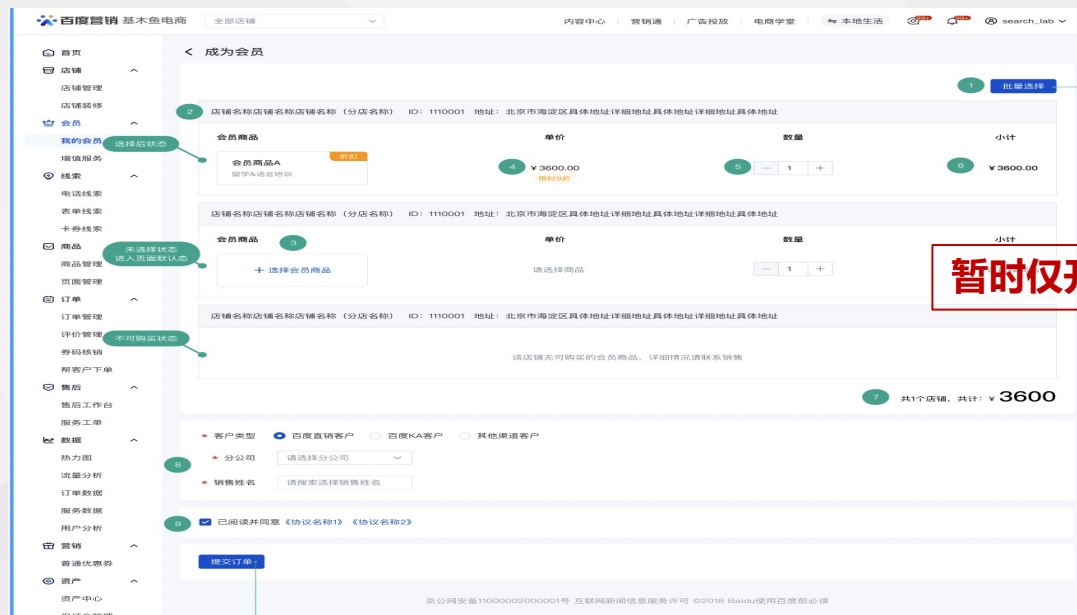 百度营销 基木鱼电商 全部店铺 内容中心 营销通 广告投放 电商学堂 本地生活 99+ 99+ search_lab
首页
店铺
店铺管理
店铺装修
会员
我的会员
增值服务
线索
电话线索
表单线索
卡券线索
商品
商品管理
页面管理
订单
订单管理
评价管理
券码核销
帮客户下单
售后
售后工作台
服务工单
数据
热力图
流量分析
订单数据
服务数据
用户分析
营销
普通优惠券
资产
资产中心
成为会员
1 批量选择
2 店铺名称店铺名称店铺名称（分店名称） ID：1110001 地址：北京市海淀区具体地址详细地址具体地址详细地址具体地址
会员商品 单价 数量 小计
选择后状态
会员商品A 折扣
留学&语言培训
4 ¥3600.00
限时9折
5 － 1 ＋
6 ¥3600.00
店铺名称店铺名称店铺名称（分店名称） ID：1110001 地址：北京市海淀区具体地址详细地址具体地址详细地址具体地址
会员商品 3 单价 数量 小计
未选择状态
进入页面默认态
＋ 选择会员商品 请选择商品 － 1 ＋
暂时仅
店铺名称店铺名称店铺名称（分店名称） ID：1110001 地址：北京市海淀区具体地址详细地址具体地址详细地址具体地址
不可购买状态
该店铺无可购买的会员商品，详细情况请联系销售
7 共1个店铺，共计：¥3600
* 客户类型 百度直销客户 百度KA客户 其他渠道客户
8 * 分公司 请选择分公司
* 销售姓名 请搜索选择销售姓名
9 已阅读并同意《协议名称1》《协议名称2》
提交订单
京公网安备11000002000001号 互联网新闻信息服务许可 ©2018 Baidu使用百度前必读